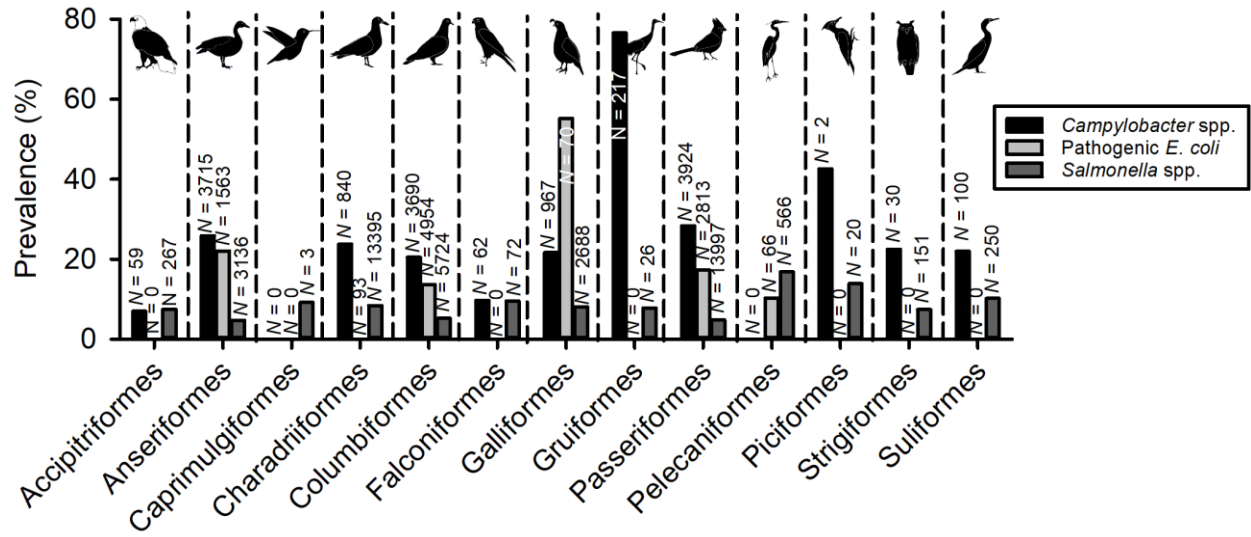 Prevalence (%)
80
60
40
20
0
N = 59
N = 0
N = 267
N = 3715
N = 1563
N = 3136
N = 0
N = 0
N = 3
N = 840
N = 93
N = 13395
N = 3690
N = 4954
N = 5724
N = 62
N = 0
N = 72
N = 967
N = 70
N = 2688
N = 217
N = 0
N = 26
N = 3924
N = 2813
N = 13997
N = 0
N = 66
N = 566
N = 2
N = 0
N = 20
N = 30
N = 0
N = 151
N = 100
N = 0
N = 250
Campylobacter spp.
Pathogenic E. coli
Salmonella spp.
Accipitriformes
Anseriformes
Caprimulgiformes
Charadriiformes
Columbiformes
Falconiformes
Galliformes
Gruiformes
Passeriformes
Pelecaniformes
Piciformes
Strigiformes
Suliformes